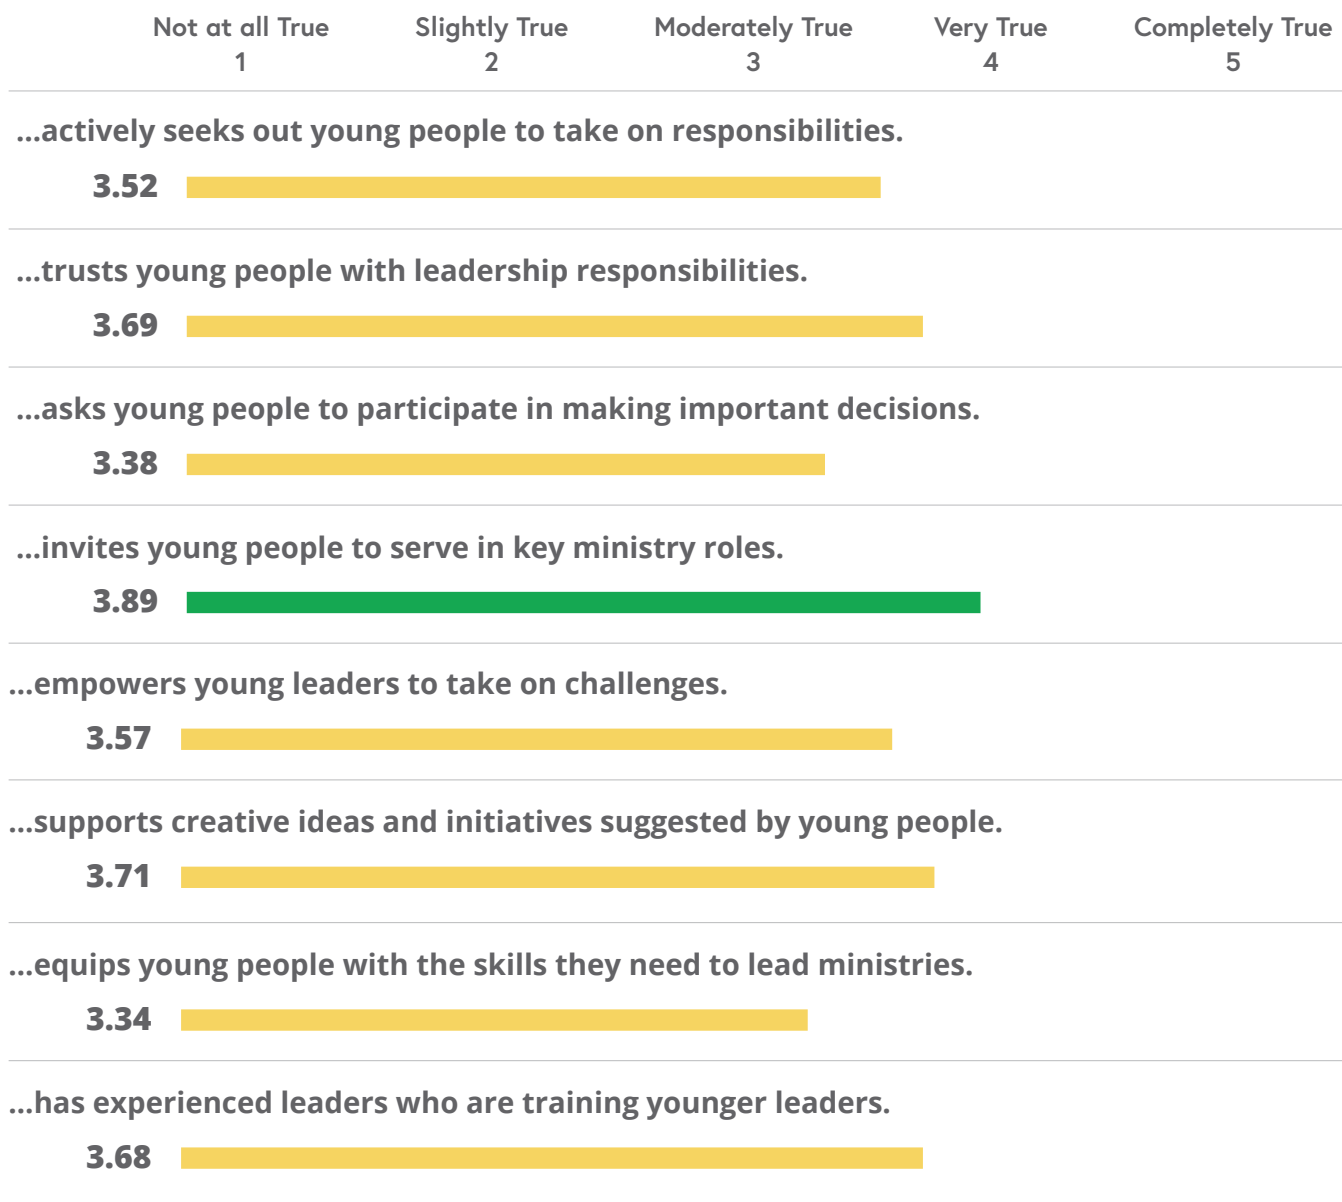 Not at all True Slightly True Moderately True Very True Completely True
1 2 3 4 5
...actively seeks out young people to take on responsibilities.
3.52
...trusts young people with leadership responsibilities.
3.69
...asks young people to participate in making important decisions.
3.38
...invites young people to serve in key ministry roles.
3.89
...empowers young leaders to take on challenges.
3.57
...supports creative ideas and initiatives suggested by young people.
3.71
...equips young people with the skills they need to lead ministries.
3.34
...has experienced leaders who are training younger leaders.
3.68